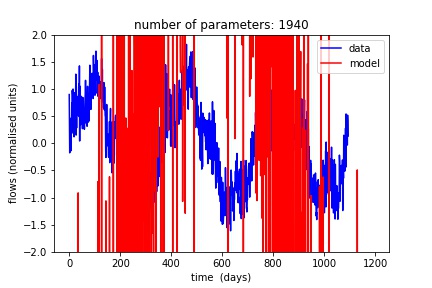 number of parameters: 1940
2.0
1.5
1.0
0.5
0.0
−0.5
−1.0
−1.5
−2.0
flows (normalised units)
data
model
0 200 400 600 800 1000 1200
time (days)